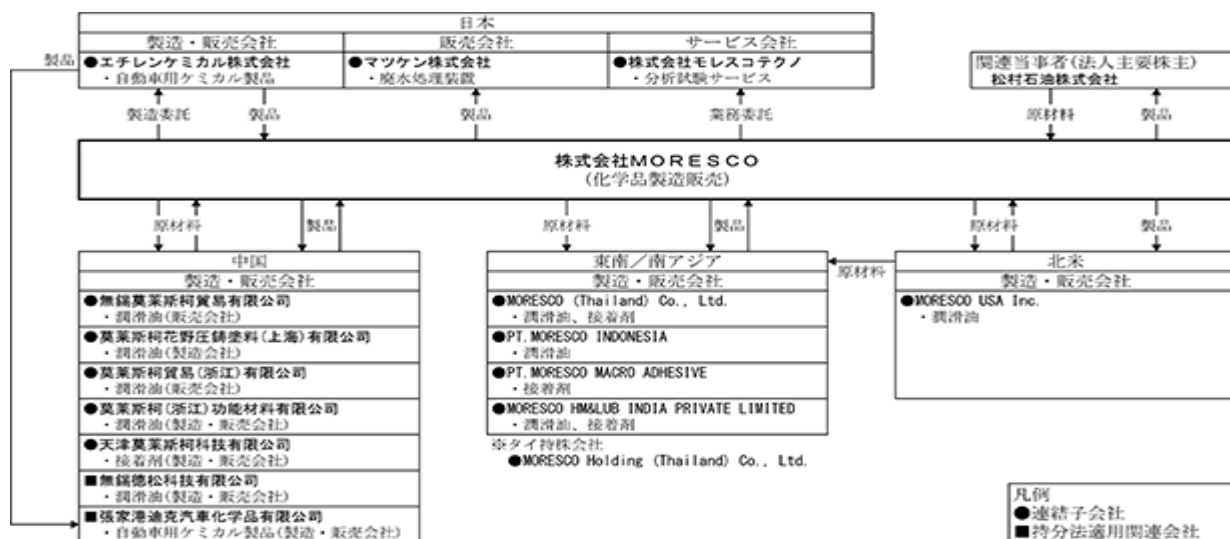 日本
製造・販売会社
販売会社
サービス会社
●エチレンケミカル株式会社
・自動車用ケミカル製品
●マツケン株式会社
・廃水処理装置
●株式会社モレスコテクノ
・分析試験サービス
関連当事者(法人主要株主)
松村石油株式会社
製品
製造委託
製品
製品
業務委託
原材料
製品
株式会社MORESCO
(化学品製造販売)
原材料
製品
原材料
製品
原材料
製品
中国
製造・販売会社
●無錫莫莱斯柯貿易有限公司
・潤滑油(販売会社)
●莫莱斯柯花野圧鋳塗料(上海)有限公司
・潤滑油(製造会社)
●莫莱斯柯貿易(浙江)有限公司
・潤滑油(販売会社)
●莫莱斯柯(浙江)功能材料有限公司
・潤滑油(製造・販売会社)
●天津莫莱斯柯科技有限公司
・接着剤(製造・販売会社)
■無錫徳松科技有限公司
・潤滑油(製造・販売会社)
■張家港迪克汽車化学品有限公司
・自動車用ケミカル製品(製造・販売会社)
東南/南アジア
製造・販売会社
●MORESCO (Thailand) Co., Ltd.
・潤滑油、接着剤
●PT.MORESCO INDONESIA
・潤滑油
●PT.MORESCO MACRO ADHESIVE
・接着剤
●MORESCO HM&LUB INDIA PRIVATE LIMITED
・潤滑油、接着剤
※タイ持株会社
●MORESCO Holding (Thailand) Co., Ltd.
原材料
北米
製造・販売会社
●MORESCO USA Inc.
・潤滑油
凡例
●連結子会社
■持分法適用関連会社